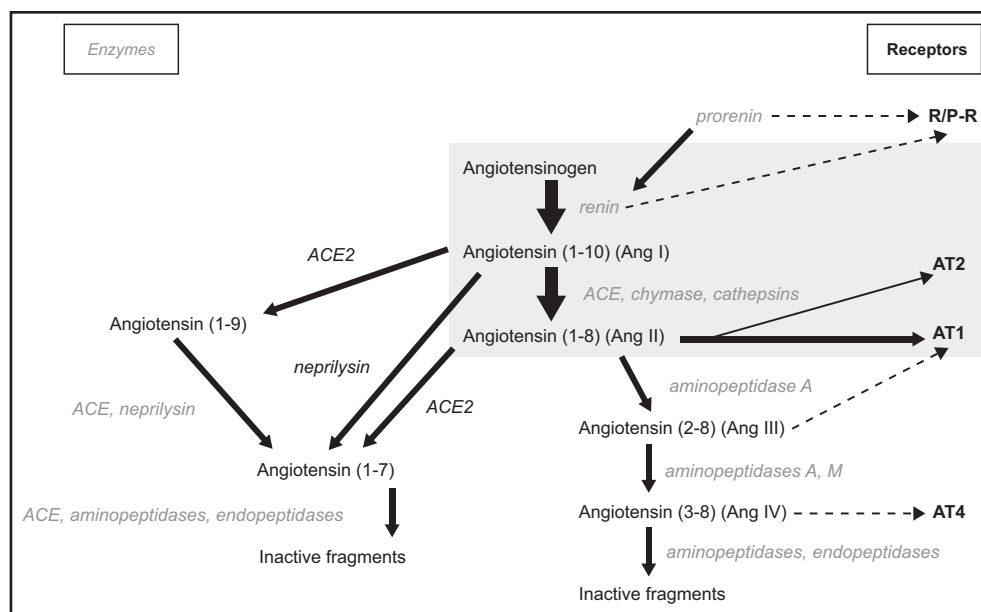 Enzymes
Receptors
prorenin
R/P-R
Angiotensinogen
renin
ACE2
Angiotensin (1-10) (Ang I)
AT2
ACE, chymase, cathepsins
Angiotensin (1-9)
Angiotensin (1-8) (Ang II)
AT1
neprilysin
aminopeptidase A
ACE, neprilysin
ACE2
Angiotensin (2-8) (Ang III)
Angiotensin (1-7)
aminopeptidases A, M
ACE, aminopeptidases, endopeptidases
Angiotensin (3-8) (Ang IV)
AT4
Inactive fragments
aminopeptidases, endopeptidases
Inactive fragments